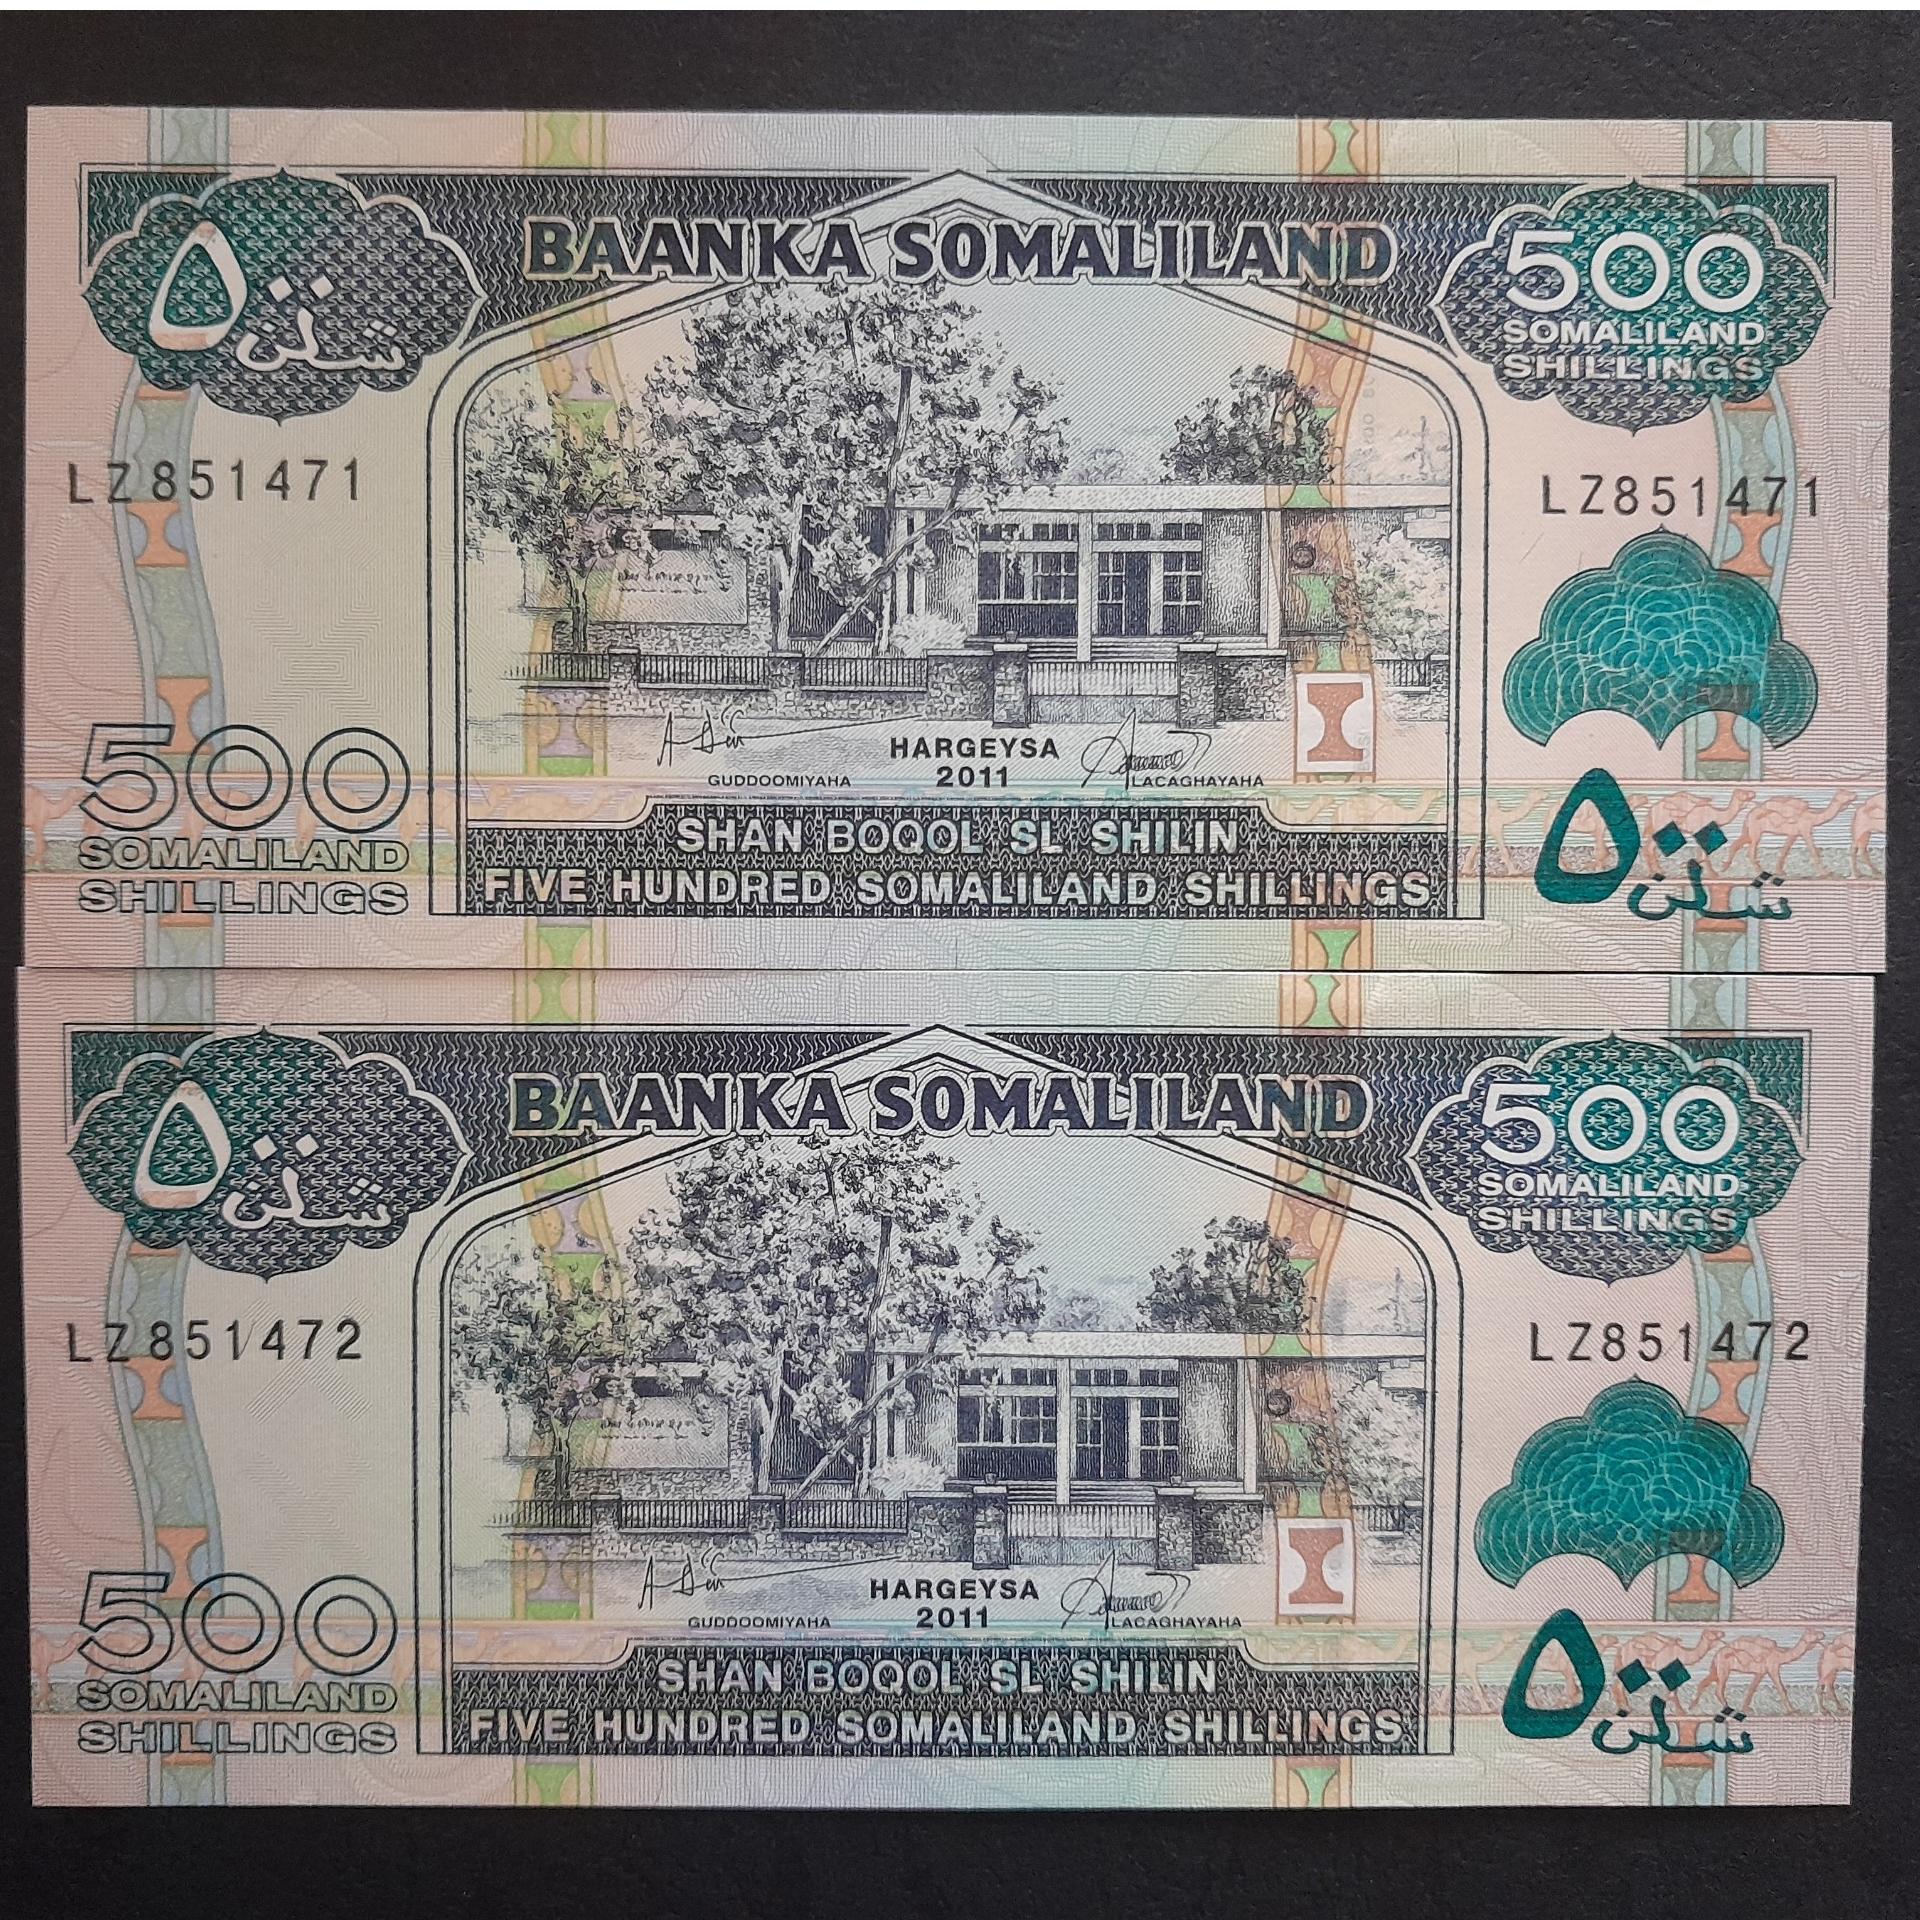 BAANKA SOMALILAND
٥٠٠
شلن
500
SOMALILAND
SHILLINGS
LZ851471
LZ851471
HARGEYSA
2011
GUDDOOMIYAHA
LACAGHAYAHA
500
SOMALILAND
SHILLINGS
SHAN BOQOL SL SHILIN
FIVE HUNDRED SOMALILAND SHILLINGS
٥٠٠
شلن
BAANKA SOMALILAND
٥٠٠
شلن
500
SOMALILAND
SHILLINGS
LZ851472
LZ851472
HARGEYSA
2011
GUDDOOMIYAHA
LACAGHAYAHA
500
SOMALILAND
SHILLINGS
SHAN BOQOL SL SHILIN
FIVE HUNDRED SOMALILAND SHILLINGS
٥٠٠
شلن